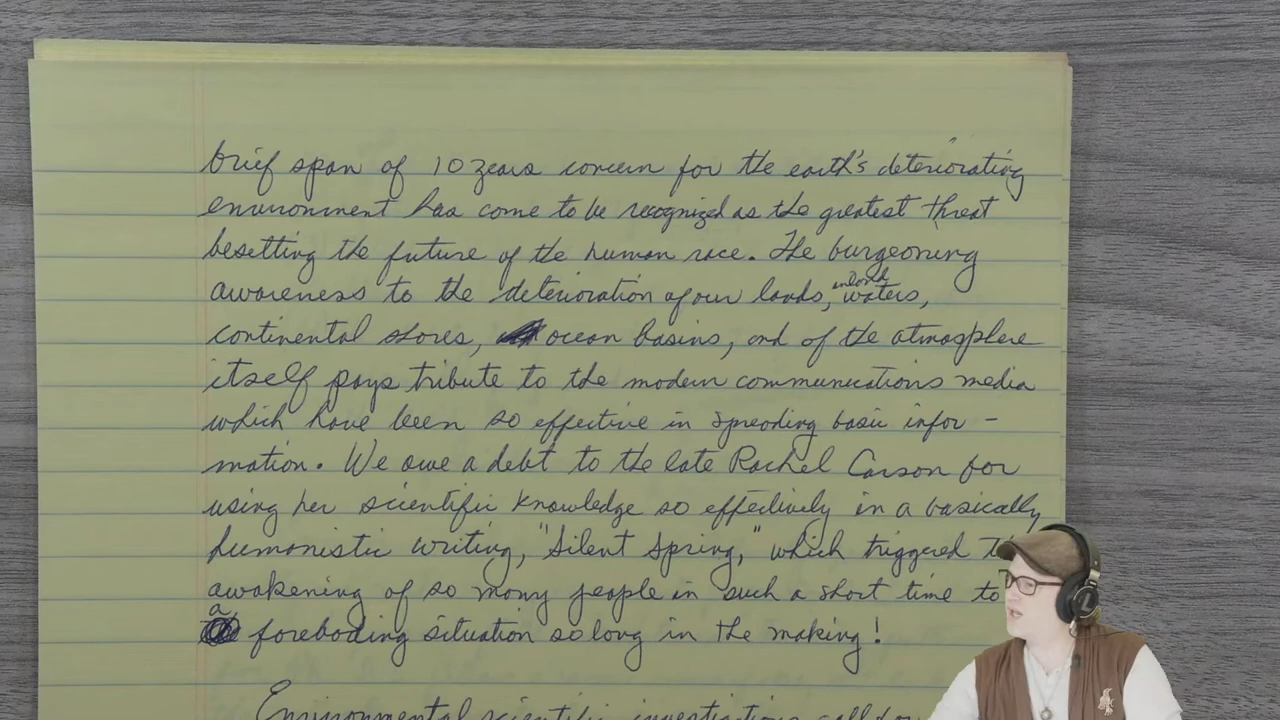 brief span of 10 years concern for the earth's deteriorating
environment has come to be recognized as the greatest threat
besetting the future of the human race. The burgeoning
awareness to the deterioration of our lands, inland waters,
continental shores, ocean basins, and of the atmosphere
itself pays tribute to the modern communications media
which have been so effective in spreading basic infor-
mation. We owe a debt to the late Rachel Carson for
using her scientific knowledge so effectively in a basically
humanistic writing, "Silent Spring," which triggered
awakening of so many people in such a short time to
a foreboding situation so long in the making!
Environmental scientific investigations call for